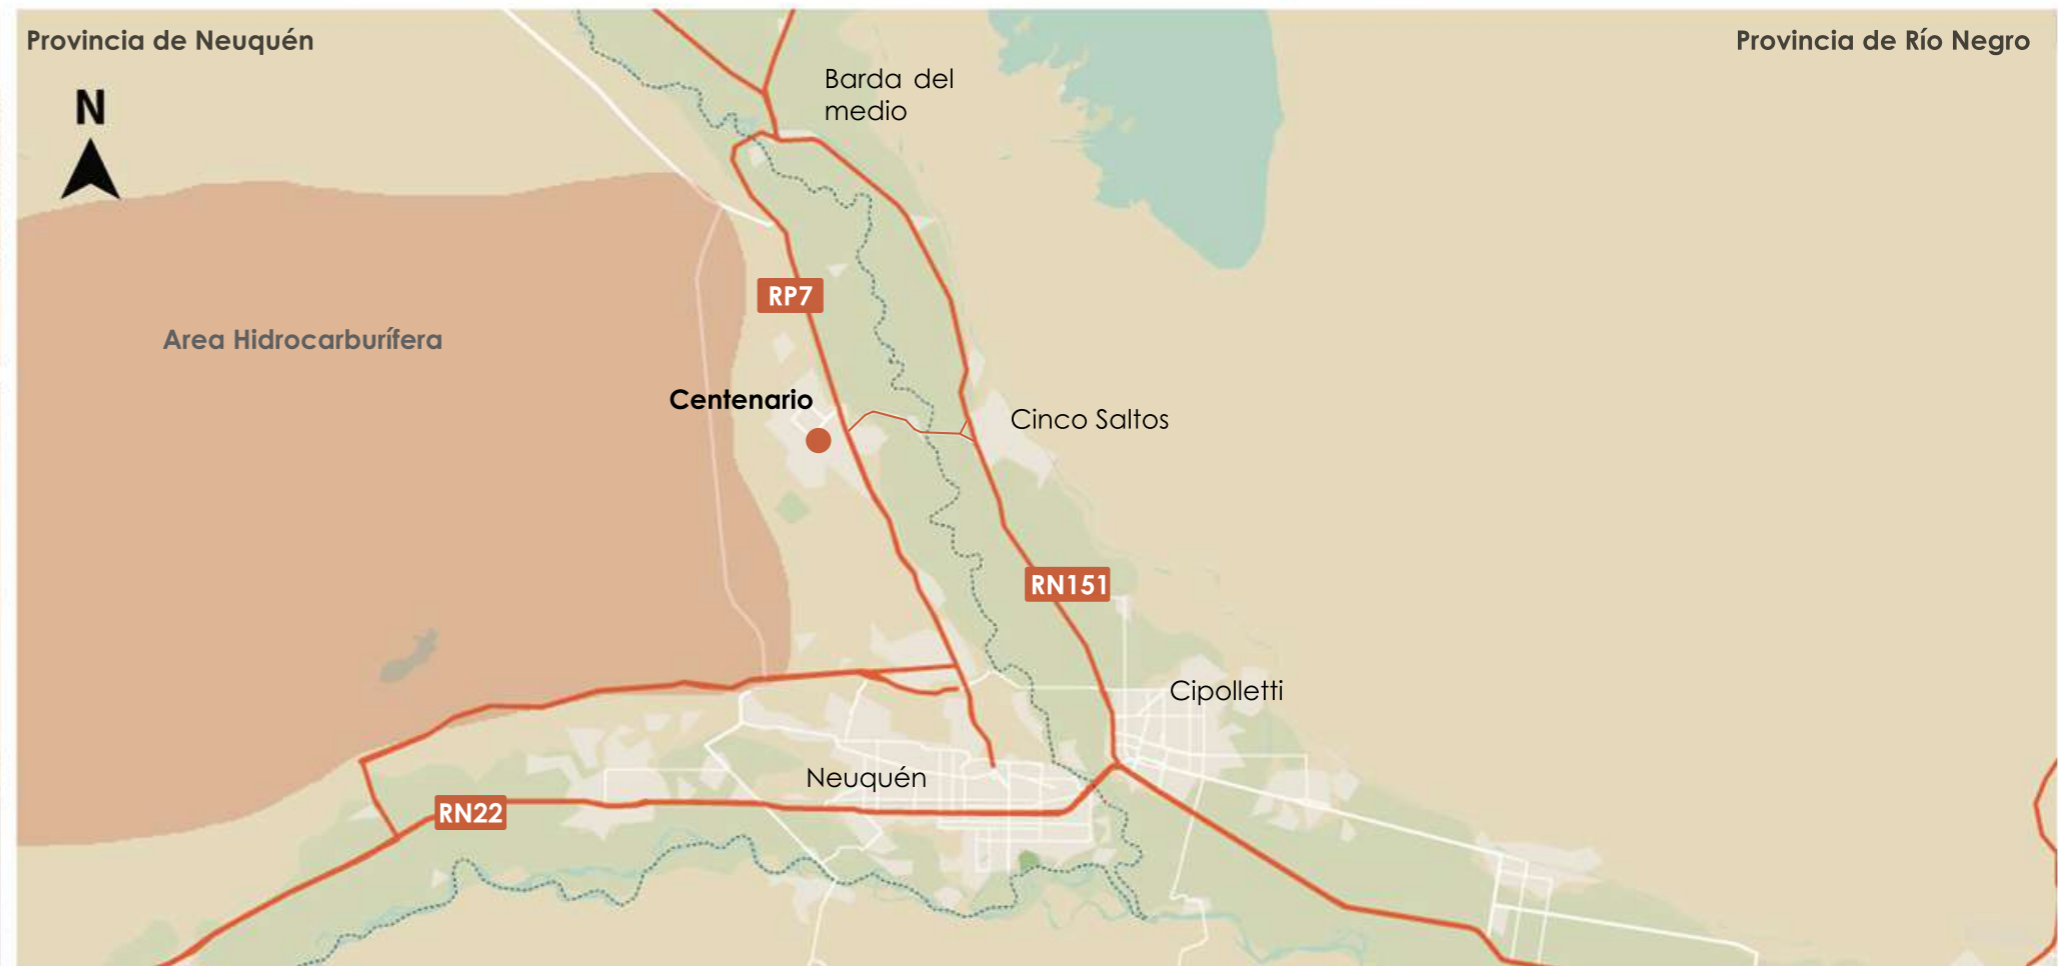 Provincia de Neuquén
Provincia de Río Negro
N
Barda del
medio
RP7
Area Hidrocarburífera
Centenario
Cinco Saltos
RN151
Cipolletti
Neuquén
RN22